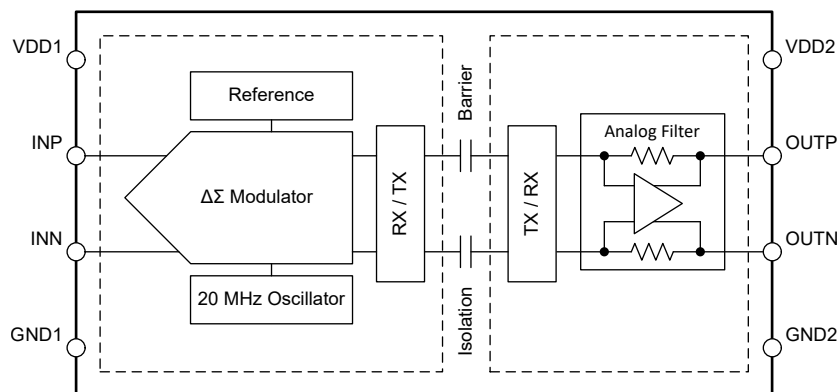 VDD1
VDD2
Reference
Barrier
INP
Analog Filter
OUTP
ΔΣ Modulator
RX / TX
TX / RX
INN
OUTN
20 MHz Oscillator
Isolation
GND1
GND2